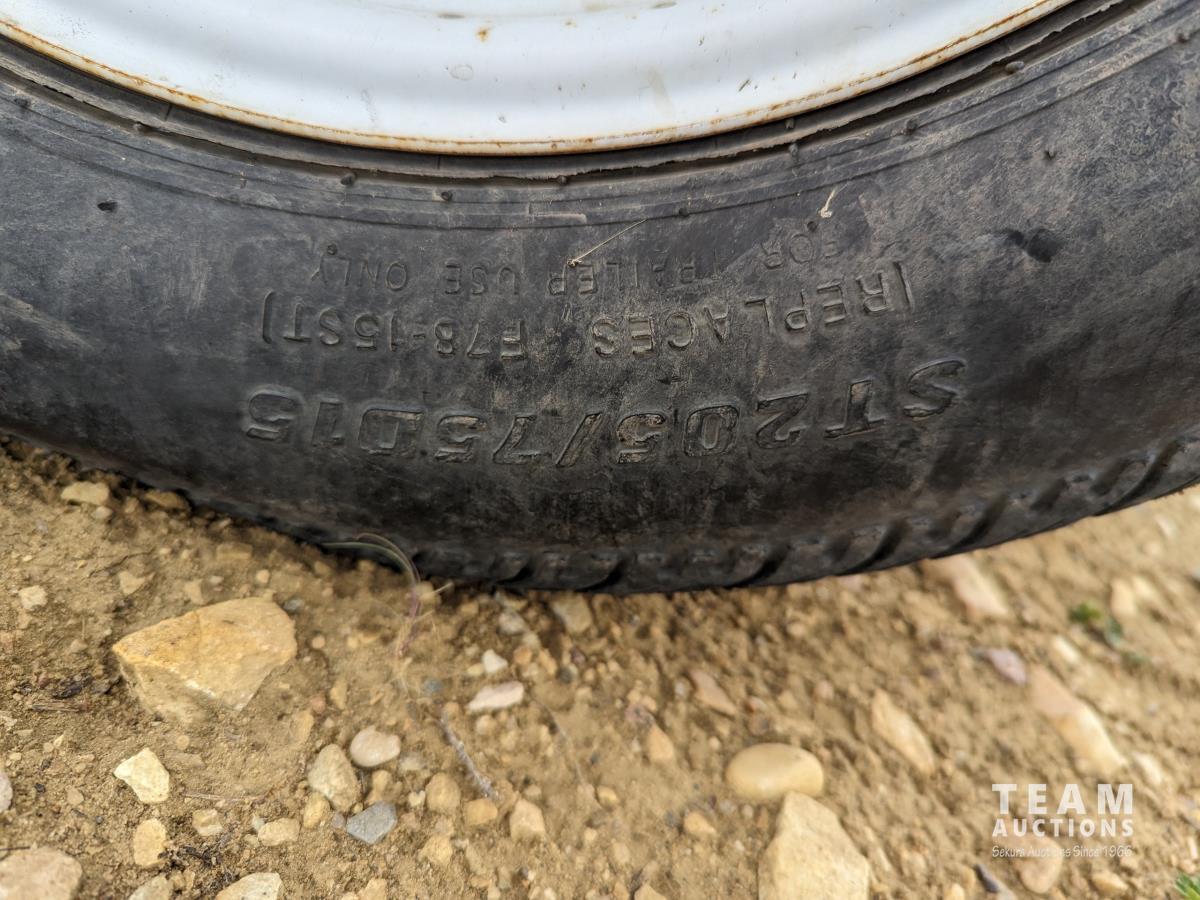 ST205/75D15
(REPLACES F78-15ST)
FOR TRAILER USE ONLY
TEAM
AUCTIONS
Sekura Auctions Since 1966